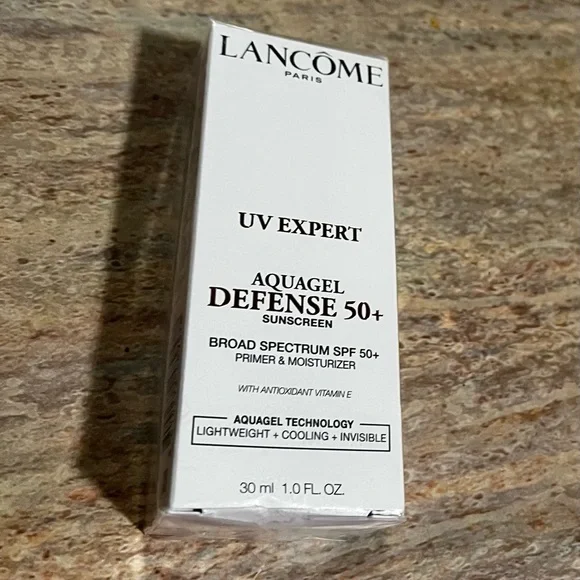 LANCÔME
PARIS
UV EXPERT
AQUAGEL
DEFENSE 50+
SUNSCREEN
BROAD SPECTRUM SPF 50+
PRIMER & MOISTURIZER
WITH ANTIOXIDANT VITAMIN E
AQUAGEL TECHNOLOGY
LIGHTWEIGHT + COOLING + INVISIBLE
30 ml 1.0 FL. OZ.